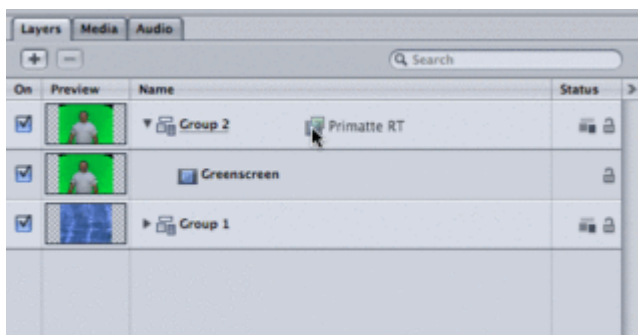 Layers Media Audio
Search
On Preview Name Status
Group 2 Primatte RT
Greenscreen
Group 1